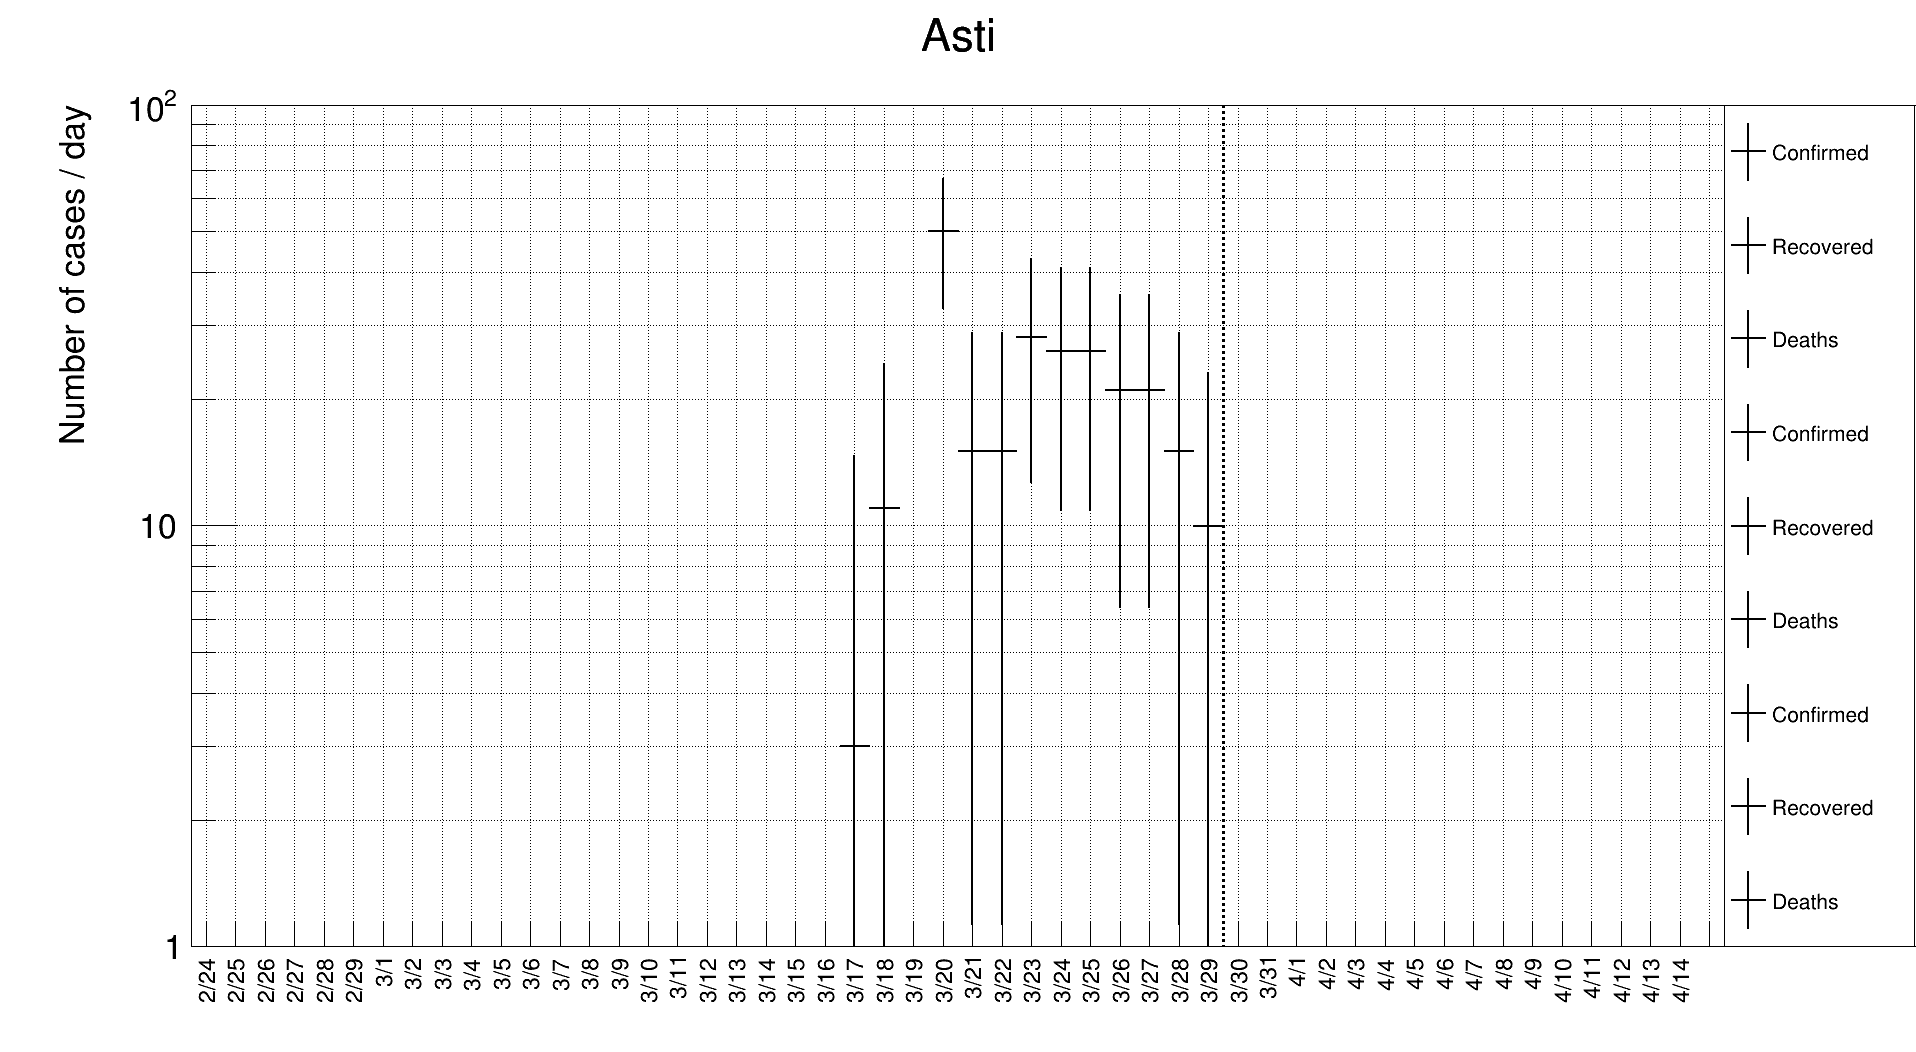 Asti
Number of cases / day
10²
10
1
2/24 2/25 2/26 2/27 2/28 2/29 3/1 3/2 3/3 3/4 3/5 3/6 3/7 3/8 3/9 3/10 3/11 3/12 3/13 3/14 3/15 3/16 3/17 3/18 3/19 3/20 3/21 3/22 3/23 3/24 3/25 3/26 3/27 3/28 3/29 3/30 3/31 4/1 4/2 4/3 4/4 4/5 4/6 4/7 4/8 4/9 4/10 4/11 4/12 4/13 4/14
Confirmed
Recovered
Deaths
Confirmed
Recovered
Deaths
Confirmed
Recovered
Deaths